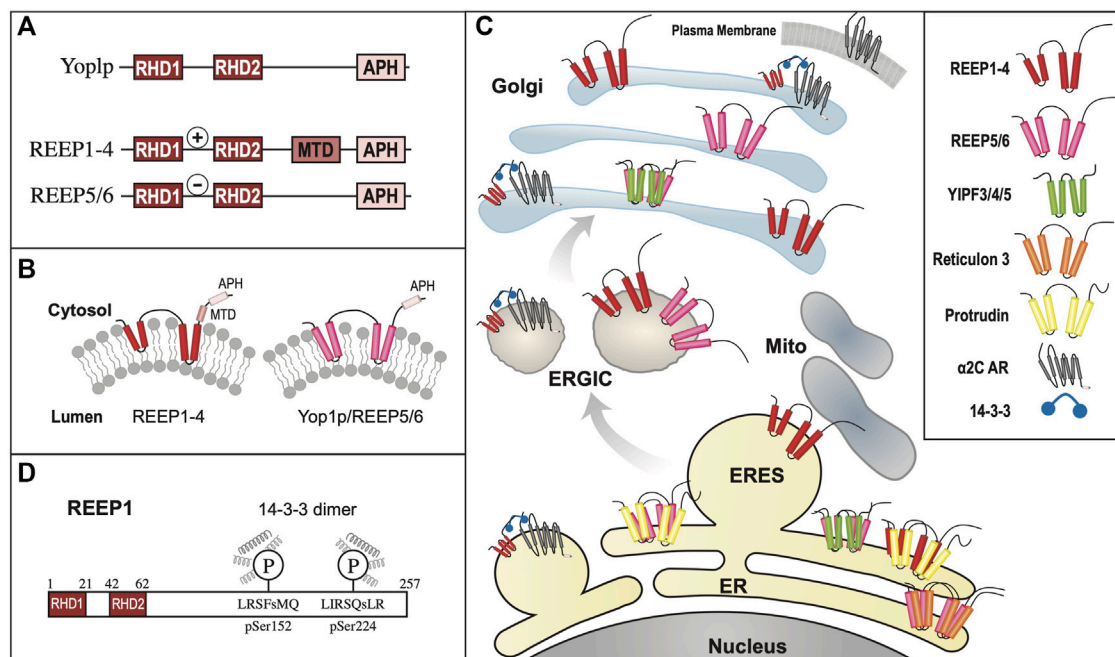 A
Yoplp
RHD1
RHD2
APH
REEP1-4
RHD1
+
RHD2
MTD
APH
REEP5/6
RHD1
-
RHD2
APH
B
Cytosol
APH
MTD
APH
Lumen
REEP1-4
Yop1p/REEP5/6
D
REEP1
14-3-3 dimer
P
P
1
21
42
62
257
RHD1
RHD2
LRSFsMQ
LIRSQsLR
pSer152
pSer224
C
Plasma Membrane
Golgi
ERGIC
Mito
ERES
ER
Nucleus
REEP1-4
REEP5/6
YIPF3/4/5
Reticulon 3
Protrudin
α2C AR
14-3-3